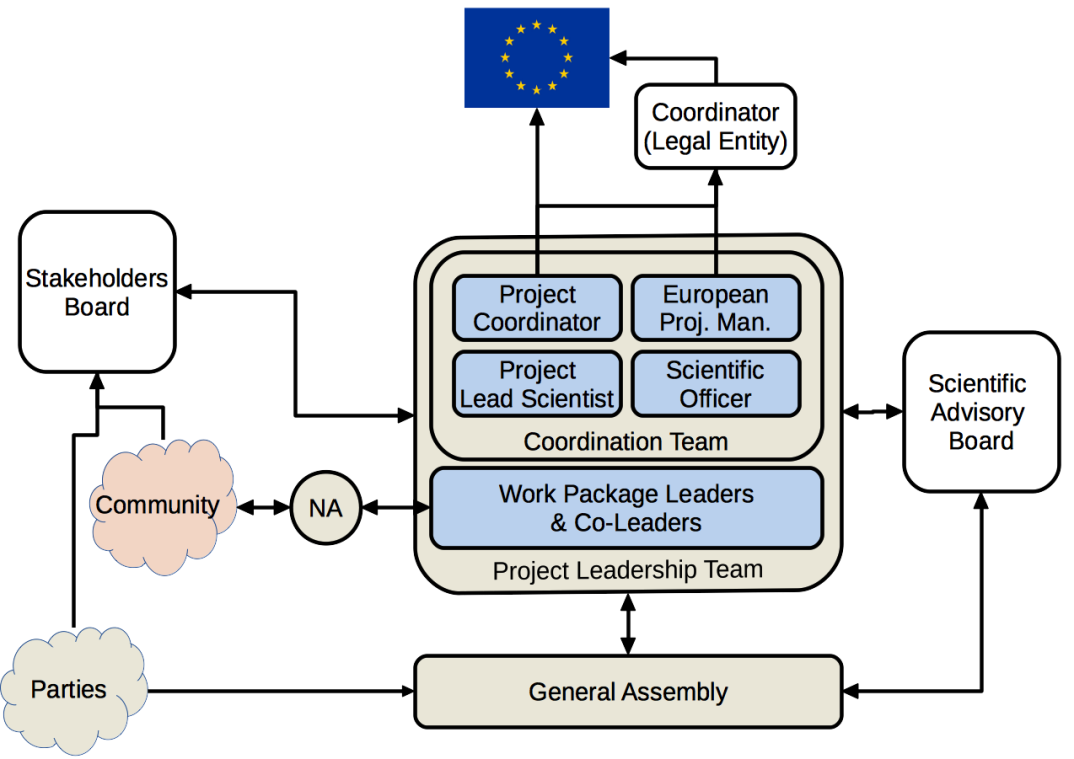 Coordinator
(Legal Entity)
Stakeholders
Board
Project
Coordinator
European
Proj. Man.
Project
Lead Scientist
Scientific
Officer
Coordination Team
Scientific
Advisory
Board
Community
NA
Work Package Leaders
& Co-Leaders
Project Leadership Team
Parties
General Assembly